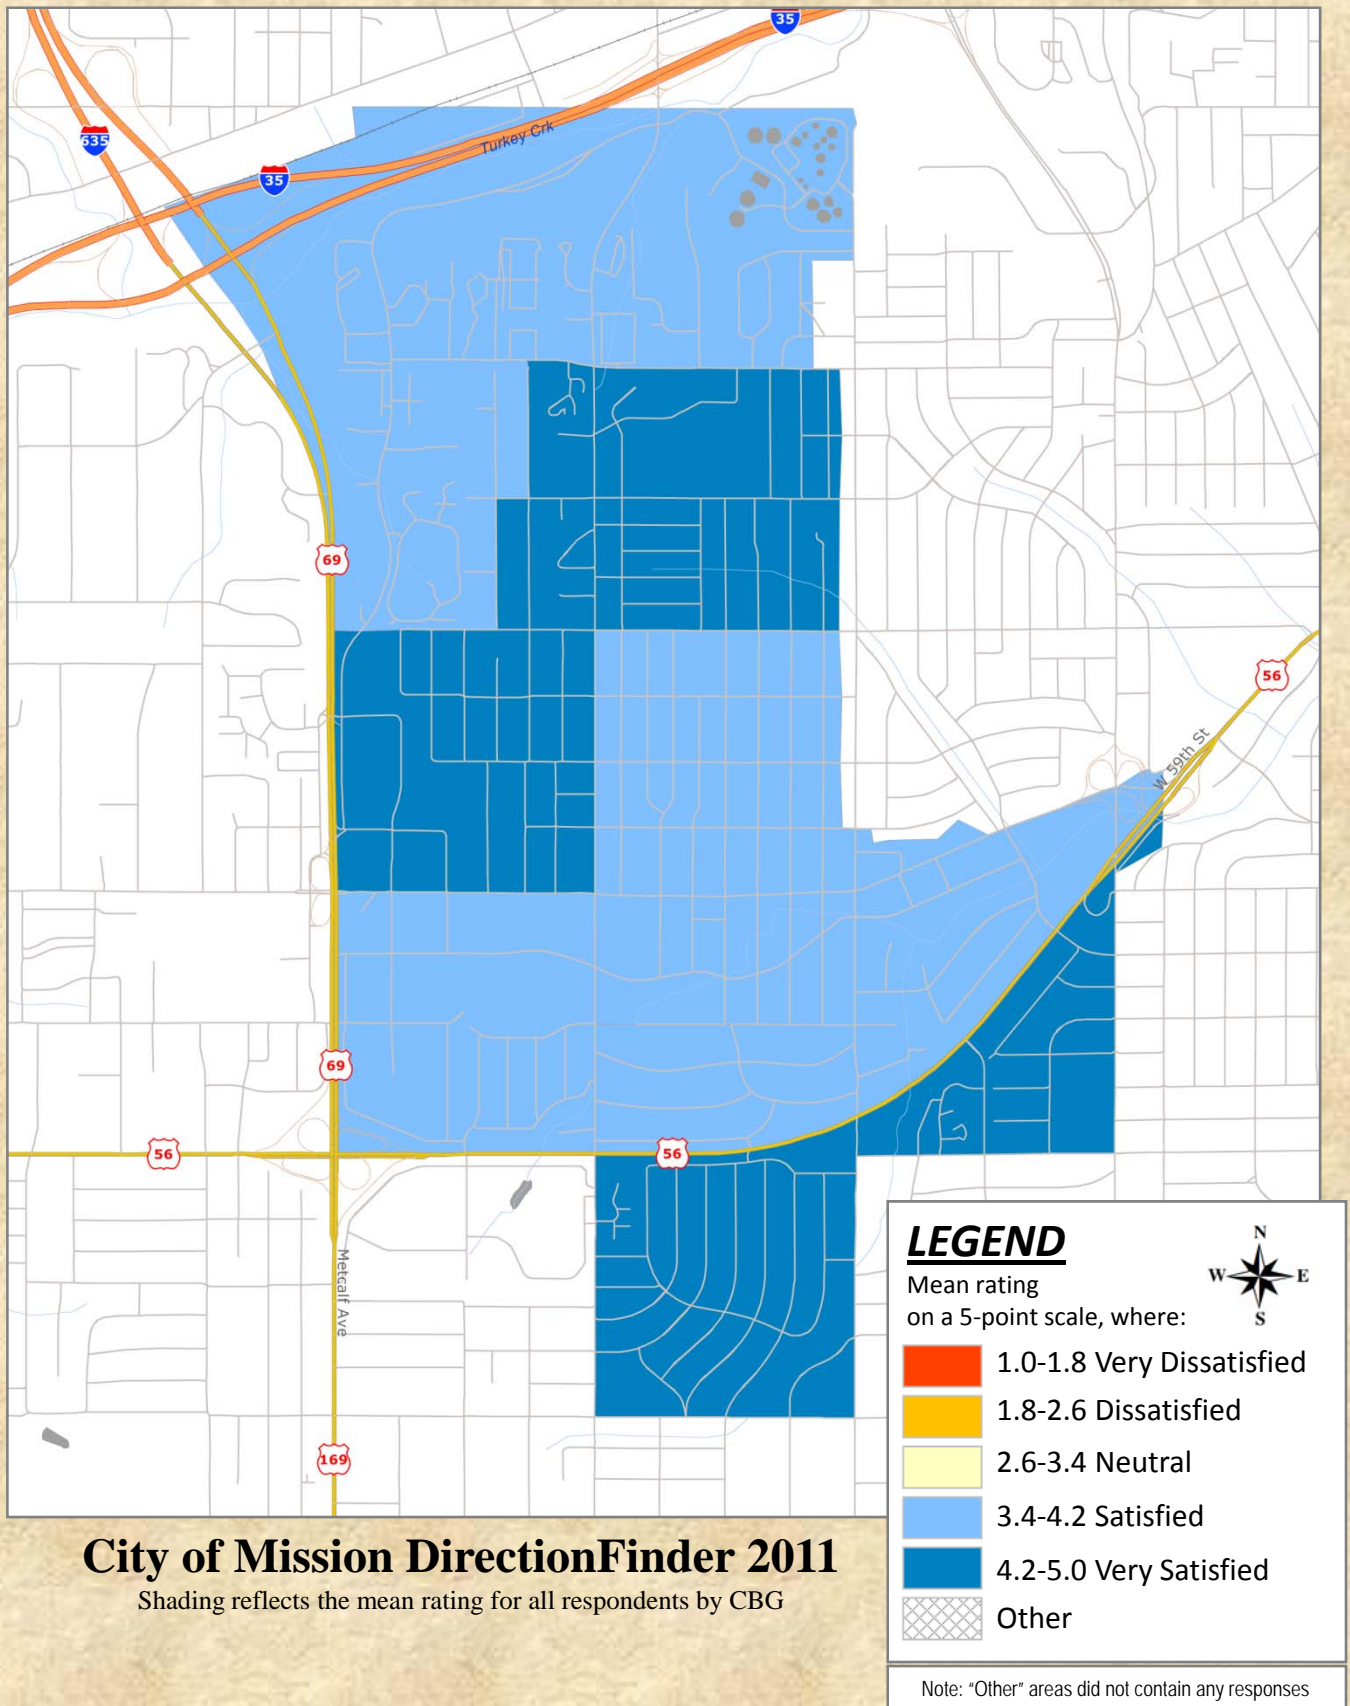 35
635
Turkey Crk
35
69
56
W 59th St
69
56
56
Metcalf Ave
169
LEGEND
N
W E
S
Mean rating
on a 5-point scale, where:
1.0-1.8 Very Dissatisfied
1.8-2.6 Dissatisfied
2.6-3.4 Neutral
3.4-4.2 Satisfied
4.2-5.0 Very Satisfied
Other
City of Mission DirectionFinder 2011
Shading reflects the mean rating for all respondents by CBG
Note: "Other" areas did not contain any responses